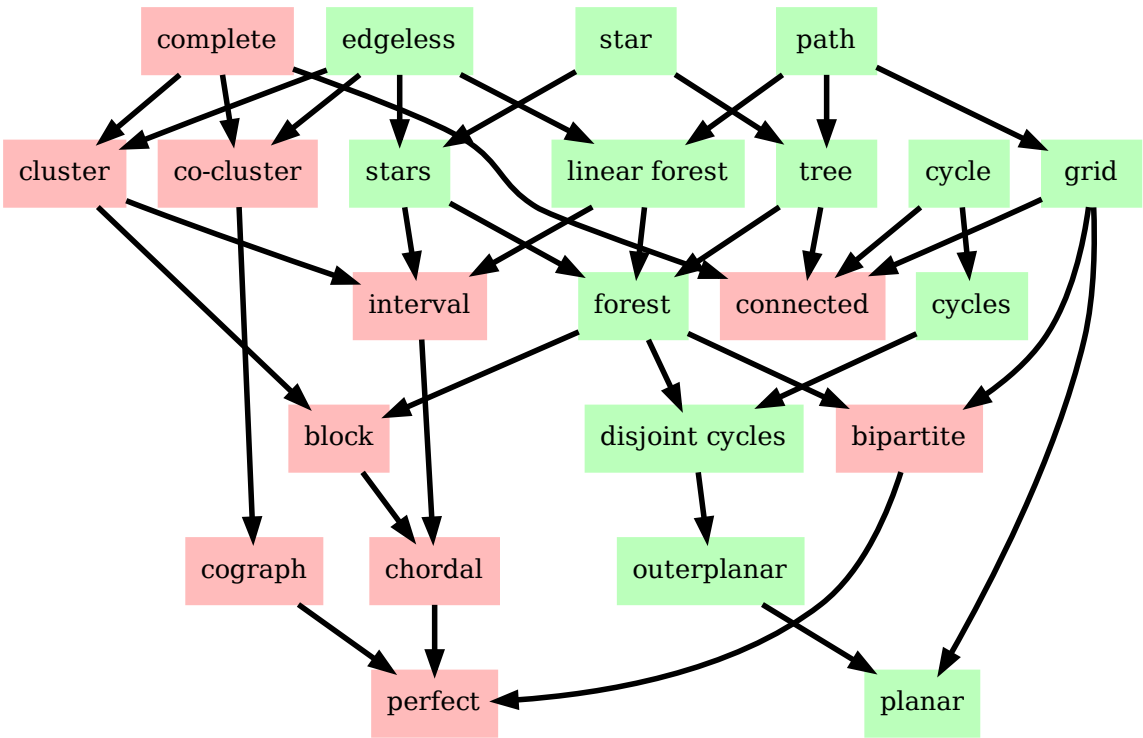 complete
edgeless
star
path
cluster
co-cluster
stars
linear forest
tree
cycle
grid
interval
forest
connected
cycles
block
disjoint cycles
bipartite
cograph
chordal
outerplanar
perfect
planar